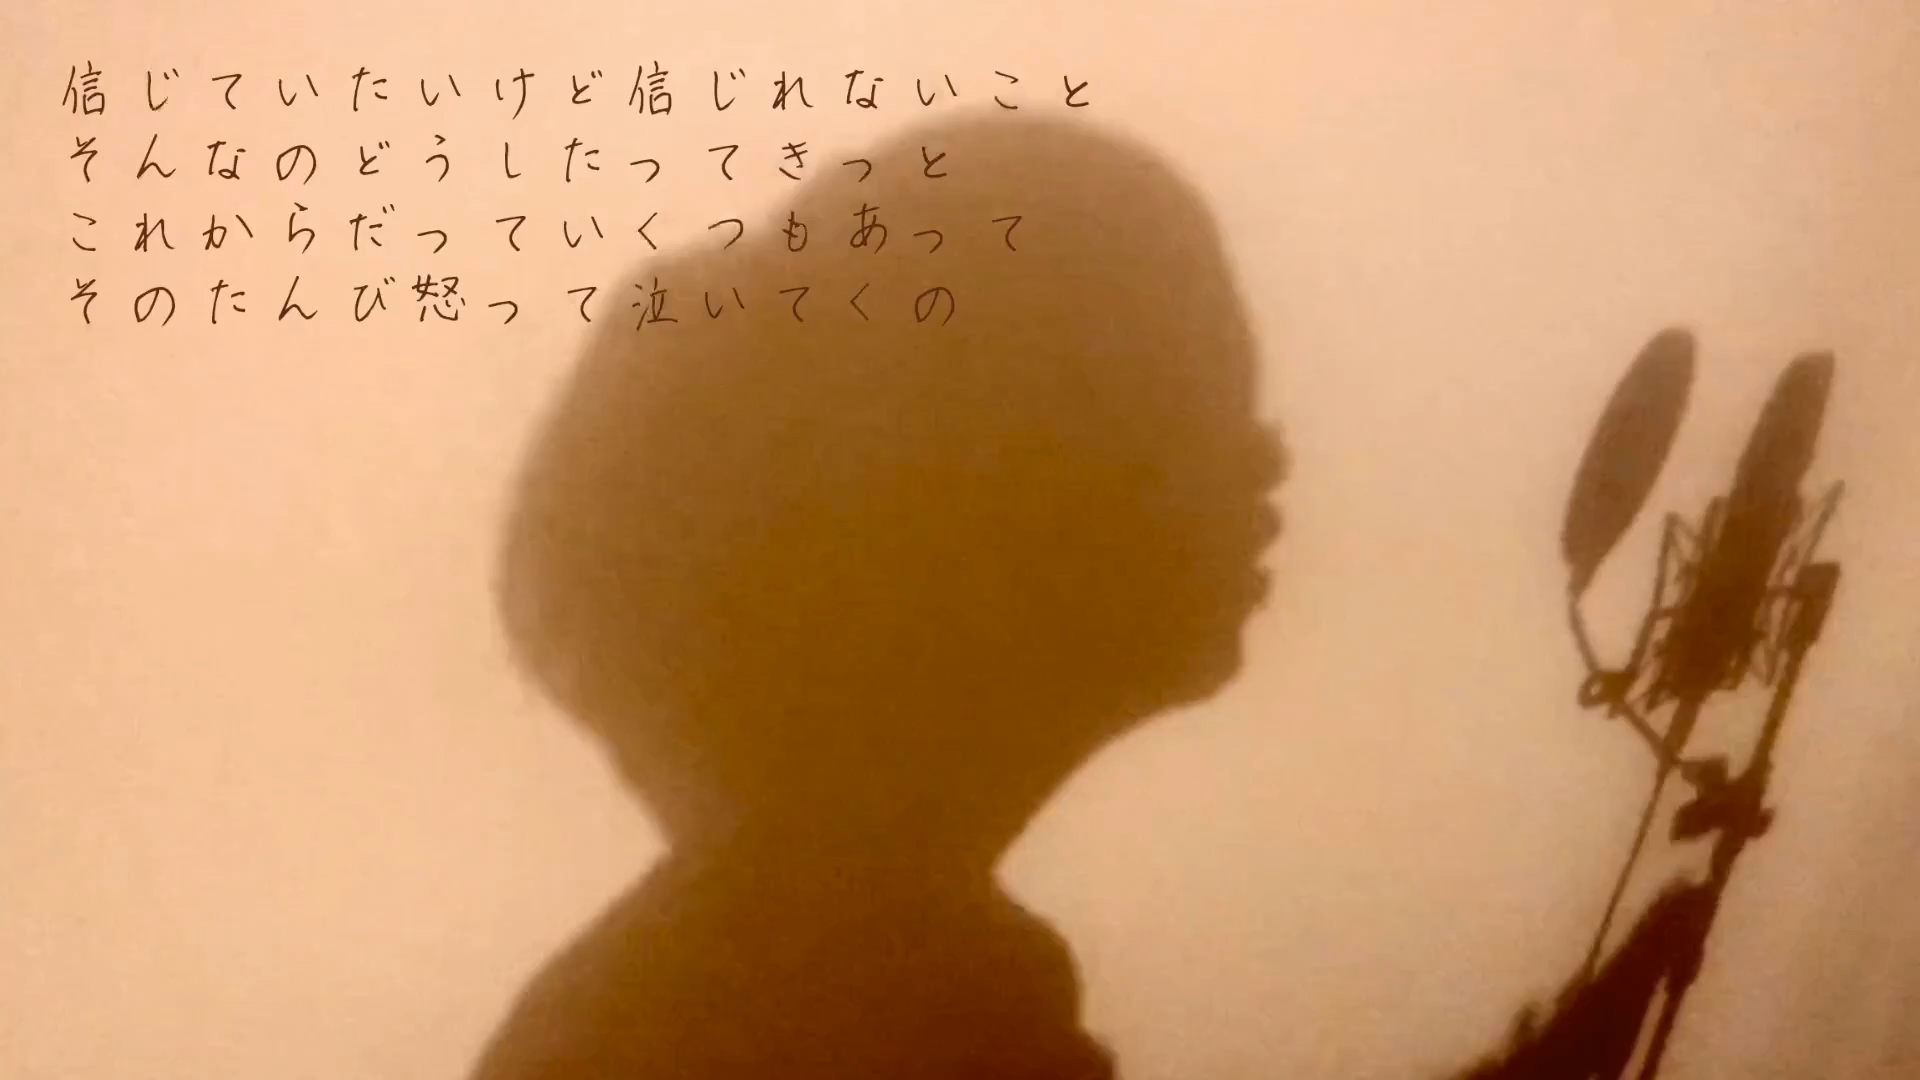 信じていたいけど信じれないこと
そんなのどうしたってきっと
これからだっていくつもあって
そのたんび怒って泣いてくの